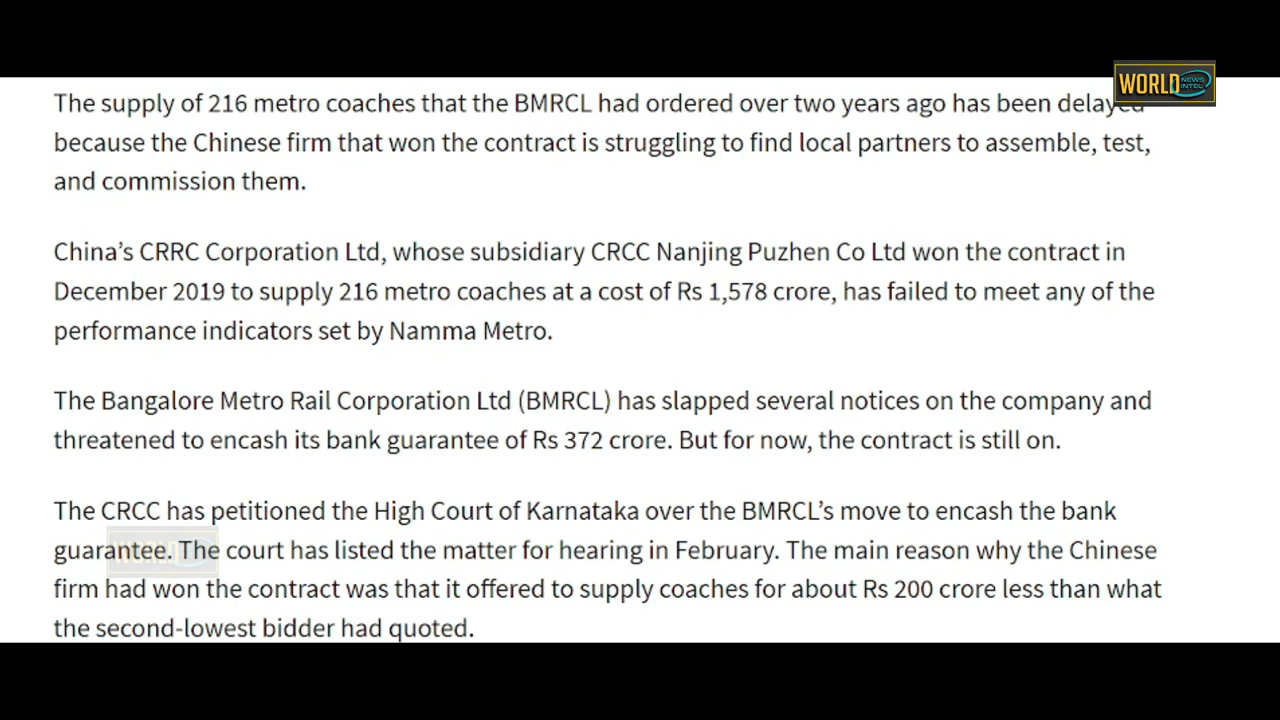 WORLD NEWS INTEL
The supply of 216 metro coaches that the BMRCL had ordered over two years ago has been delayed
because the Chinese firm that won the contract is struggling to find local partners to assemble, test,
and commission them.
China's CRRC Corporation Ltd, whose subsidiary CRCC Nanjing Puzhen Co Ltd won the contract in
December 2019 to supply 216 metro coaches at a cost of Rs 1,578 crore, has failed to meet any of the
performance indicators set by Namma Metro.
The Bangalore Metro Rail Corporation Ltd (BMRCL) has slapped several notices on the company and
threatened to encash its bank guarantee of Rs 372 crore. But for now, the contract is still on.
The CRCC has petitioned the High Court of Karnataka over the BMRCL's move to encash the bank
guarantee. The court has listed the matter for hearing in February. The main reason why the Chinese
firm had won the contract was that it offered to supply coaches for about Rs 200 crore less than what
the second-lowest bidder had quoted.
WORLD